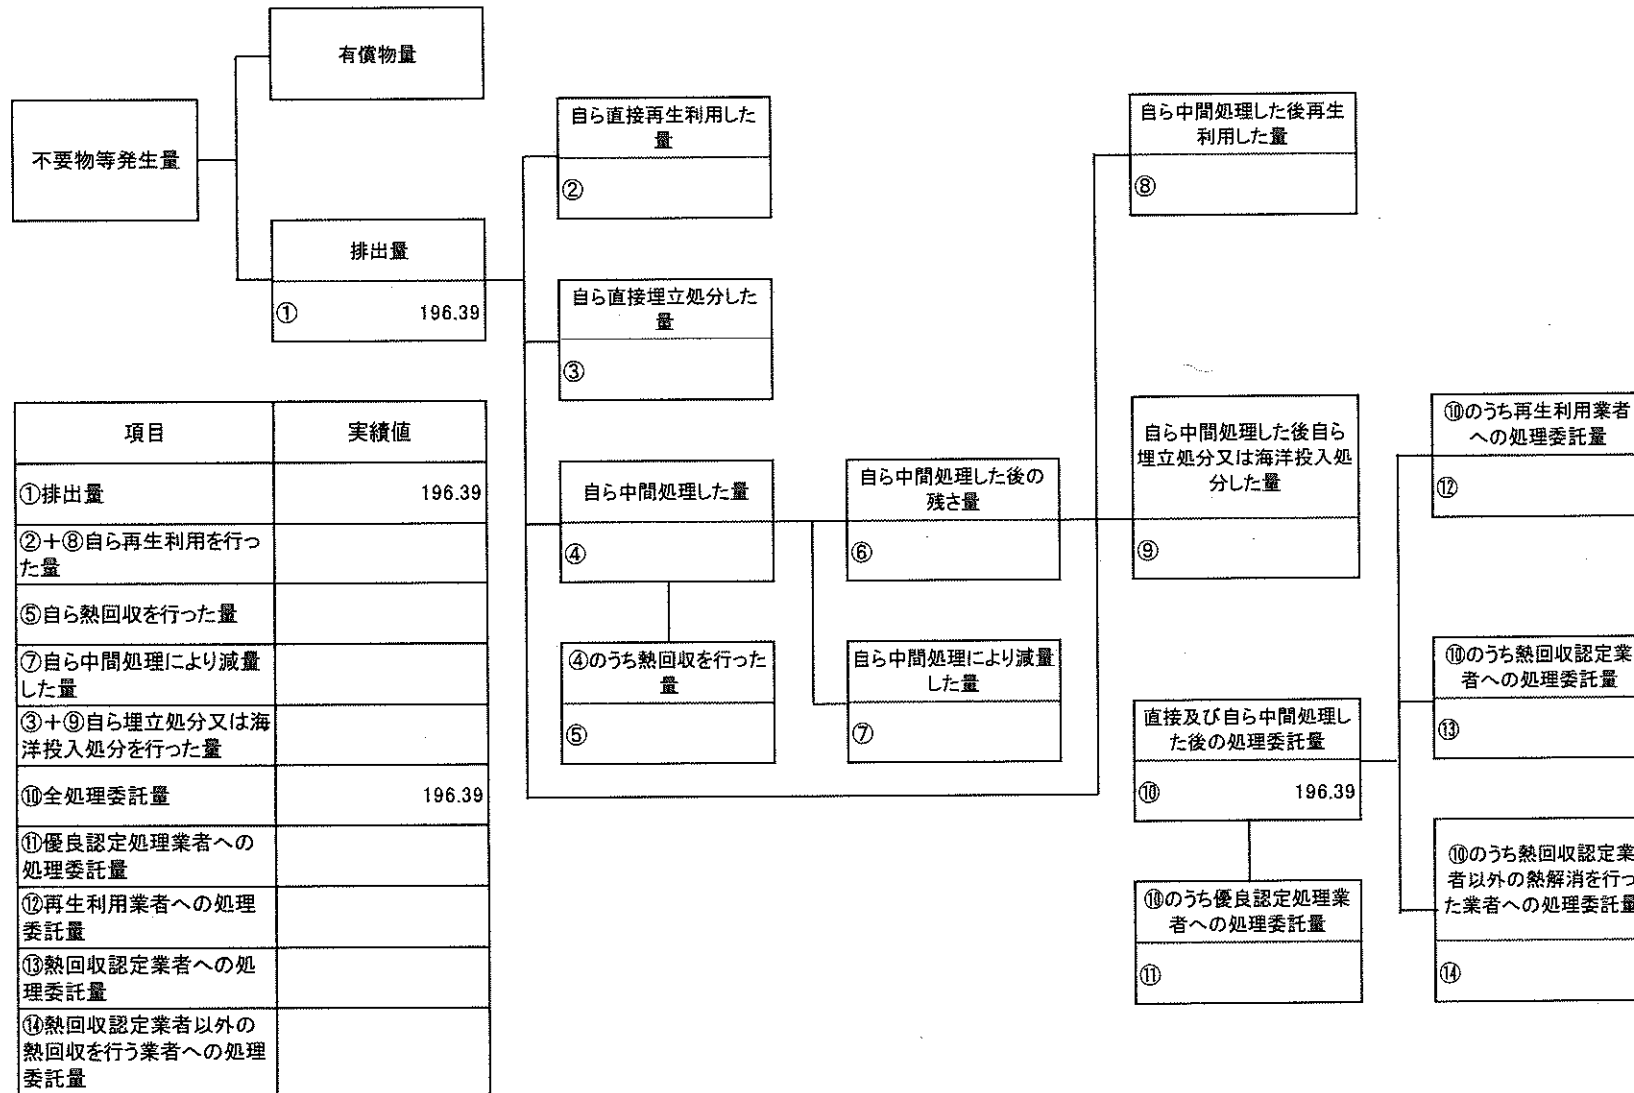 有償物量
不要物等発生量
排出量
① 196.39
自ら直接再生利用した
量
②
自ら直接埋立処分した
量
③
自ら中間処理した量
④
④のうち熱回収を行った
量
⑤
自ら中間処理した後の
残さ量
⑥
自ら中間処理により減量
した量
⑦
自ら中間処理した後再生
利用した量
⑧
自ら中間処理した後自ら
埋立処分又は海洋投入処
分した量
⑨
直接及び自ら中間処理し
た後の処理委託量
⑩ 196.39
⑩のうち優良認定処理業
者への処理委託量
⑪
⑩のうち再生利用業者
への処理委託量
⑫
⑩のうち熱回収認定業
者への処理委託量
⑬
⑩のうち熱回収認定業
者以外の熱解消を行っ
た業者への処理委託量
⑭
項目 実績値
①排出量 196.39
②+⑧自ら再生利用を行っ
た量
⑤自ら熱回収を行った量
⑦自ら中間処理により減量
した量
③+⑨自ら埋立処分又は海
洋投入処分を行った量
⑩全処理委託量 196.39
⑪優良認定処理業者への
処理委託量
⑫再生利用業者への処理
委託量
⑬熱回収認定業者への処
理委託量
⑭熱回収認定業者以外の
熱回収を行う業者への処理
委託量